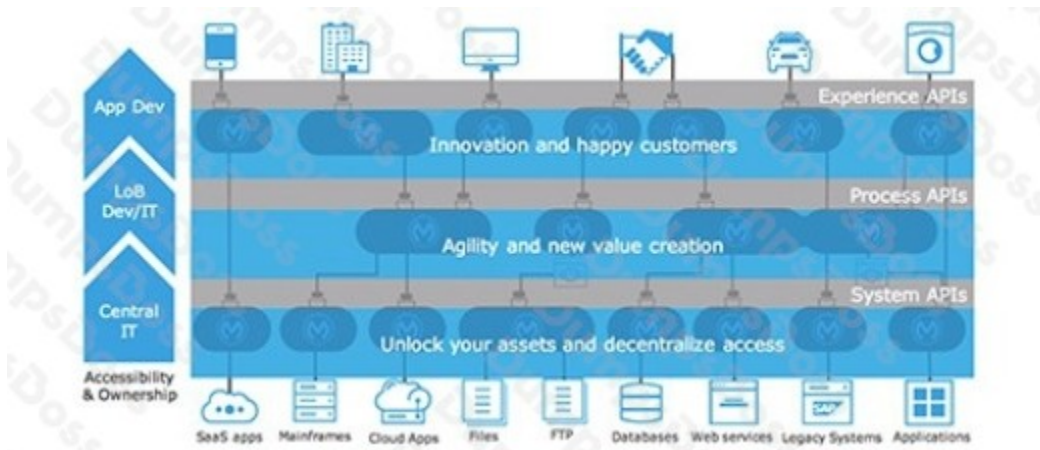 App Dev
Experience APIs
Innovation and happy customers
LoB
Dev/IT
Process APIs
Agility and new value creation
Central
IT
System APIs
Unlock your assets and decentralize access
Accessibility
& Ownership
SaaS apps
Mainframes
Cloud Apps
Files
FTP
Databases
Web services
SAP
Legacy Systems
Applications
DumpsDoss